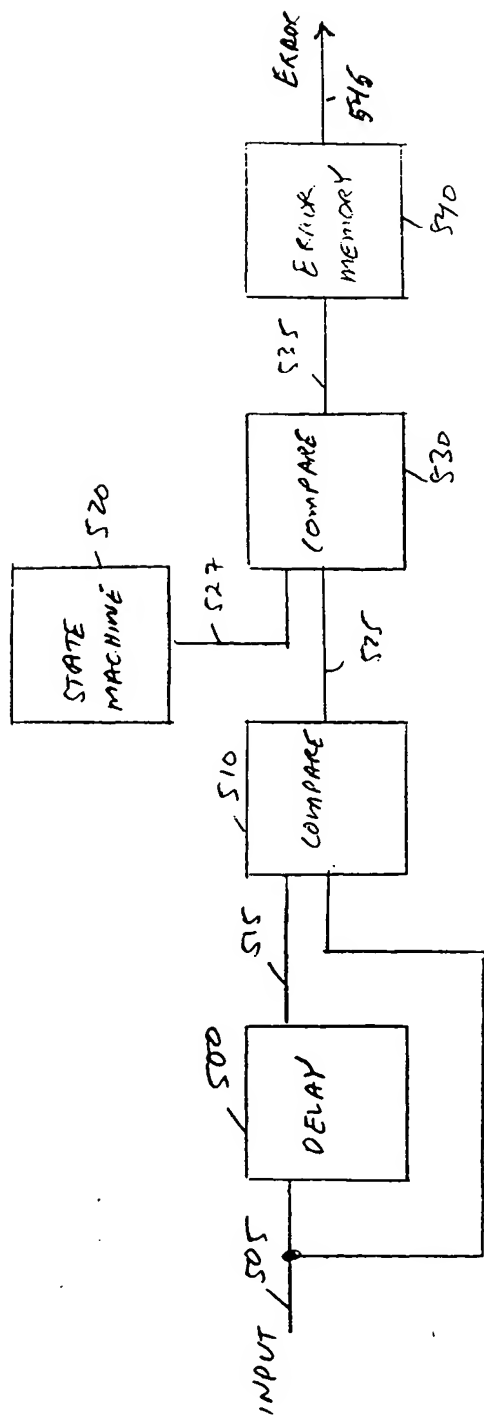 INPUT
505
500
DELAY
515
510
COMPARE
525
STATE
MACHINE
520
527
COMPARE
530
535
ERROR
MEMORY
540
ERROR
545